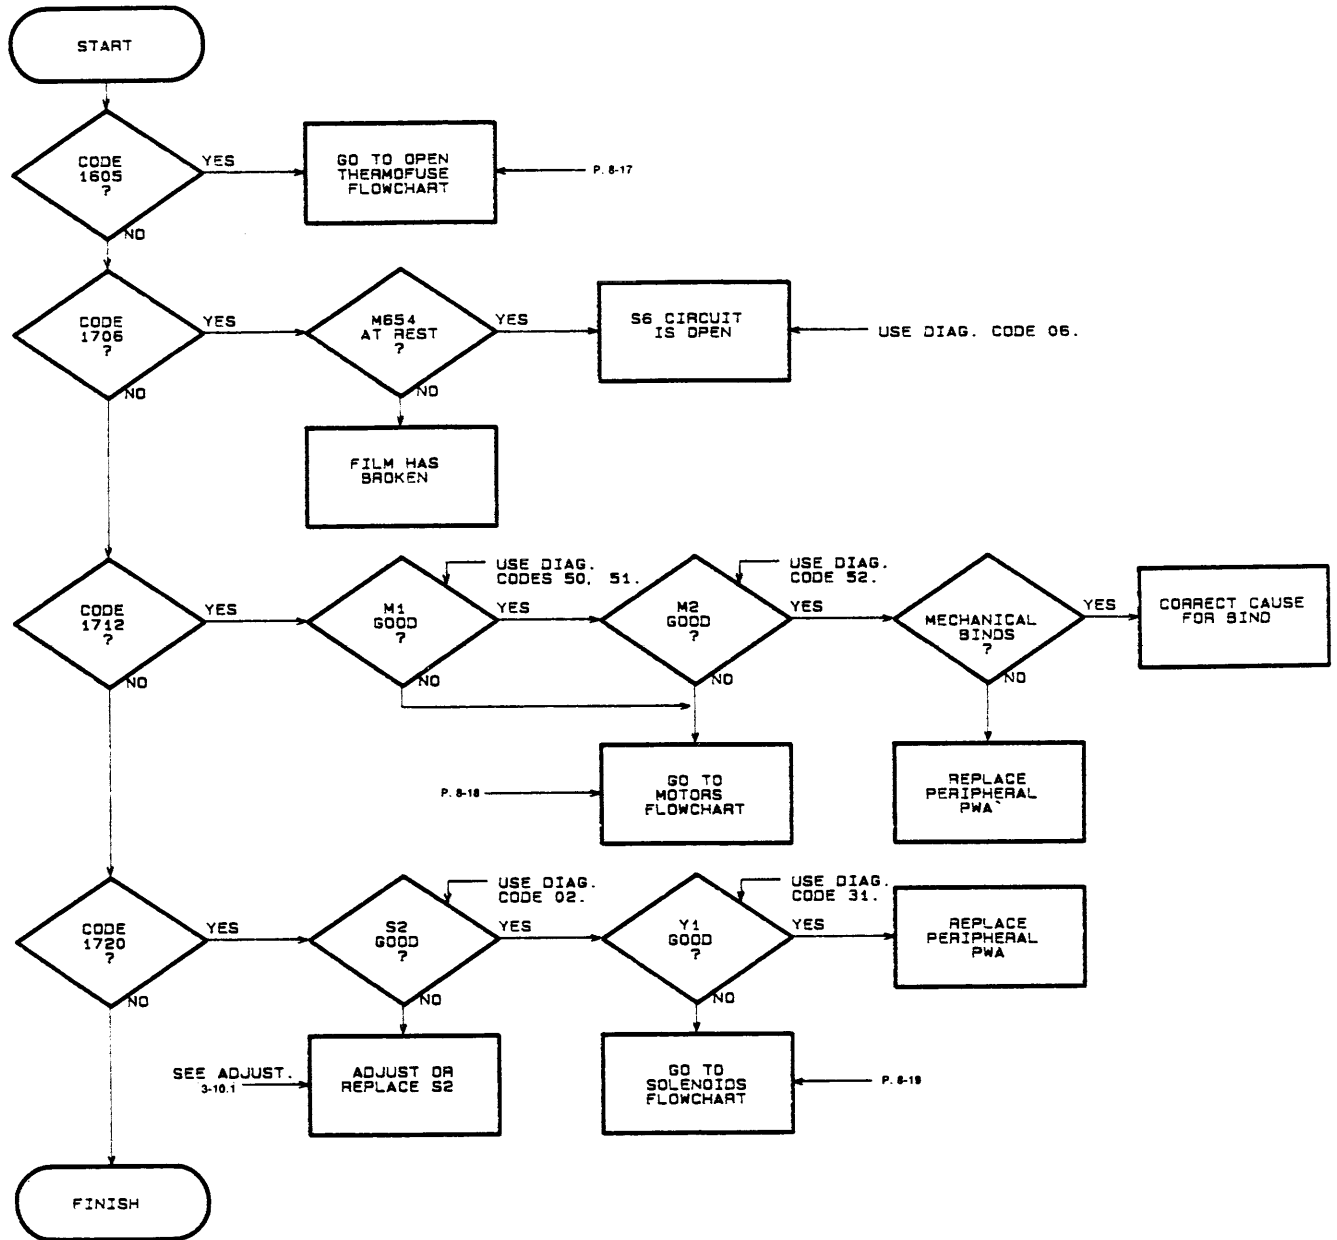 START
CODE
1605
?
YES
NO
GO TO OPEN
THERMOFUSE
FLOWCHART
P. 8-17
CODE
1706
?
YES
NO
M654
AT REST
?
YES
NO
S6 CIRCUIT
IS OPEN
USE DIAG. CODE 06.
FILM HAS
BROKEN
CODE
1712
?
YES
NO
USE DIAG.
CODES 50, 51.
M1
GOOD
?
YES
NO
USE DIAG.
CODE 52.
M2
GOOD
?
YES
NO
MECHANICAL
BINDS
?
YES
NO
CORRECT CAUSE
FOR BIND
P. 8-18
GO TO
MOTORS
FLOWCHART
REPLACE
PERIPHERAL
PWA`
CODE
1720
?
YES
NO
USE DIAG.
CODE 02.
S2
GOOD
?
YES
NO
USE DIAG.
CODE 31.
Y1
GOOD
?
YES
NO
REPLACE
PERIPHERAL
PWA
SEE ADJUST.
3-10.1
ADJUST OR
REPLACE S2
GO TO
SOLENOIDS
FLOWCHART
P. 8-19
FINISH